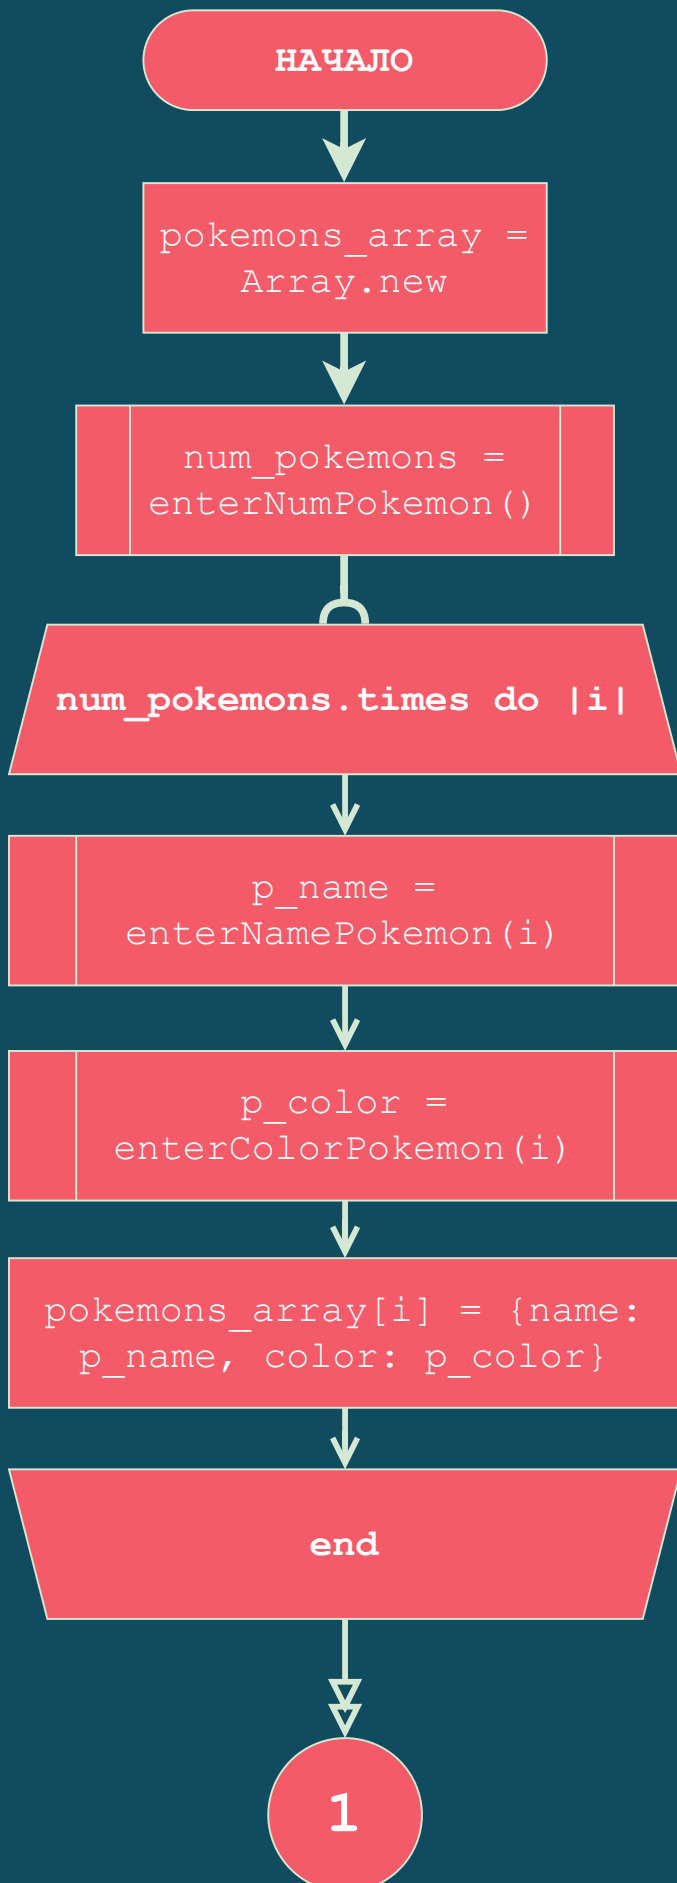 НАЧАЛО
pokemons_array =
Array.new
num_pokemons =
enterNumPokemon()
num_pokemons.times do |i|
p_name =
enterNamePokemon(i)
p_color =
enterColorPokemon(i)
pokemons_array[i] = {name:
p_name, color: p_color}
end
1